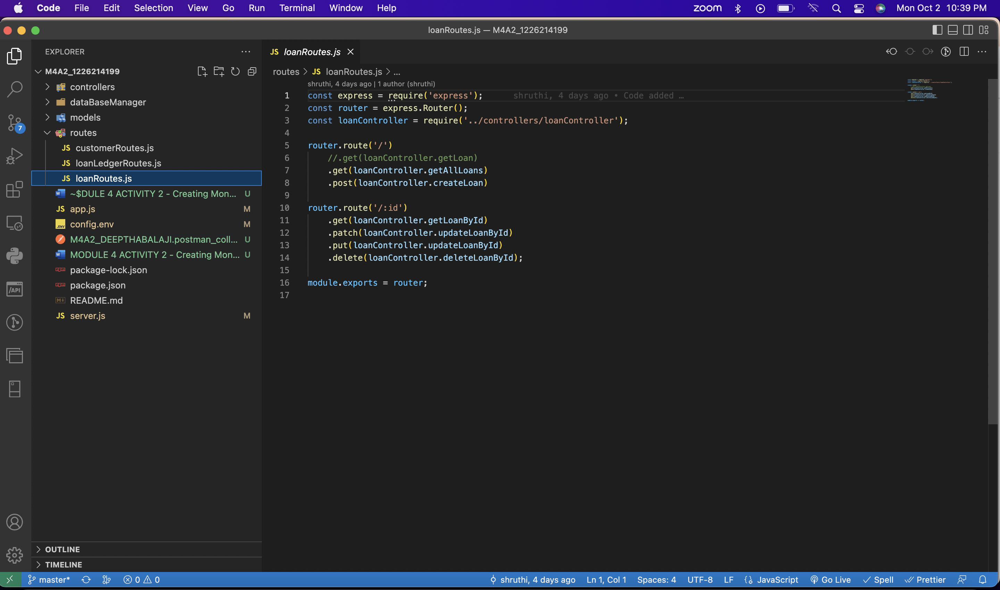 Code File Edit Selection View Go Run Terminal Window Help zoom Mon Oct 2 10:39 PM
loanRoutes.js — M4A2_1226214199
EXPLORER
M4A2_1226214199
controllers
dataBaseManager
models
routes
JS customerRoutes.js
JS loanLedgerRoutes.js
JS loanRoutes.js
~$DULE 4 ACTIVITY 2 - Creating Mon... U
JS app.js M
.ENV config.env M
M4A2_DEEPTHABALAJI.postman_coll... U
MODULE 4 ACTIVITY 2 - Creating Mon... U
package-lock.json
package.json
README.md
JS server.js M
OUTLINE
TIMELINE
7
/API
JS loanRoutes.js
routes > JS loanRoutes.js > ...
shruthi, 4 days ago | 1 author (shruthi)
1 const express = require('express'); shruthi, 4 days ago • Code added …
2 const router = express.Router();
3 const loanController = require('../controllers/loanController');
4
5 router.route('/')
6 //.get(loanController.getLoan)
7 .get(loanController.getAllLoans)
8 .post(loanController.createLoan)
9
10 router.route('/:id')
11 .get(loanController.getLoanById)
12 .patch(loanController.updateLoanById)
13 .put(loanController.updateLoanById)
14 .delete(loanController.deleteLoanById);
15
16 module.exports = router;
17
master* 0 0 shruthi, 4 days ago Ln 1, Col 1 Spaces: 4 UTF-8 LF JavaScript Go Live Spell Prettier